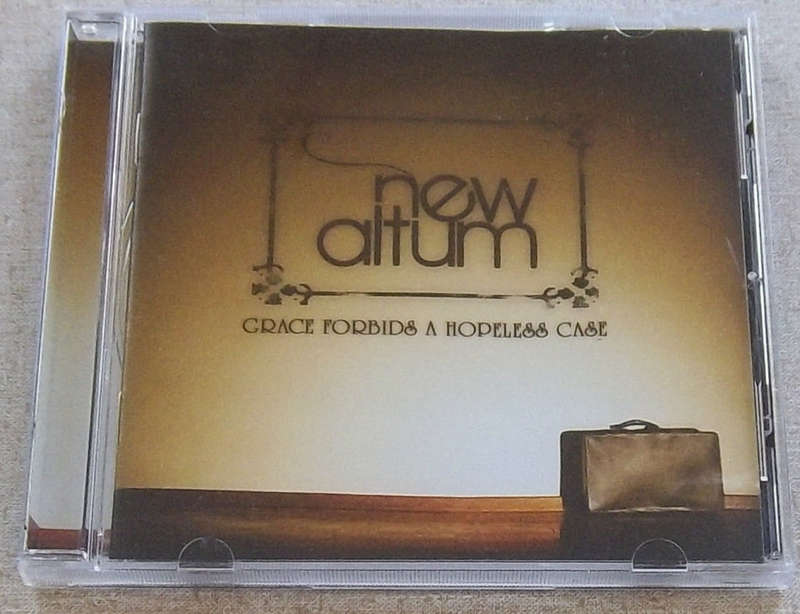 new
altum
GRACE FORBIDS A HOPELESS CASE